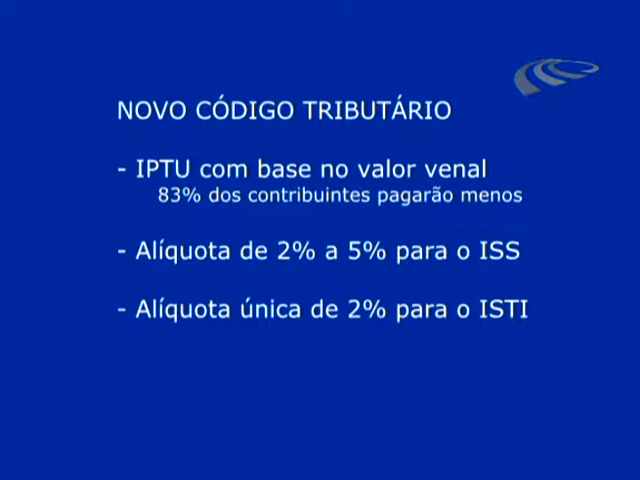 NOVO CÓDIGO TRIBUTÁRIO
- IPTU com base no valor venal
83% dos contribuintes pagarão menos
- Alíquota de 2% a 5% para o ISS
- Alíquota única de 2% para o ISTI